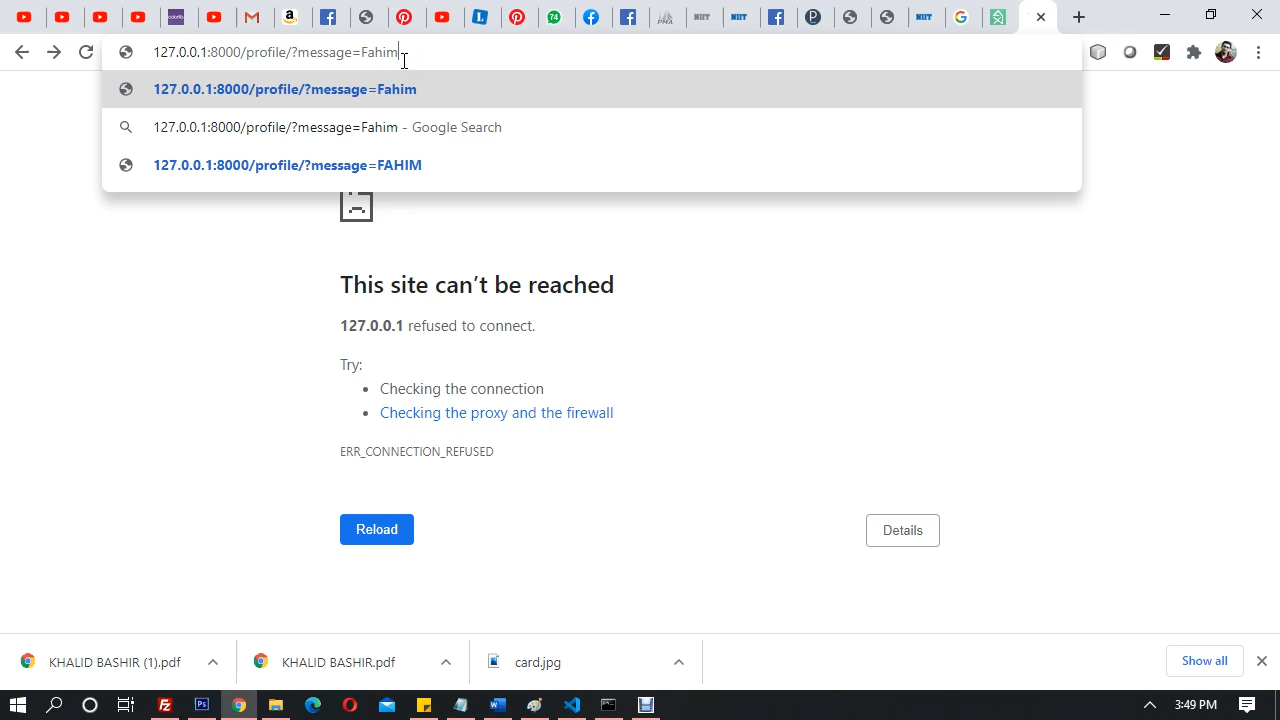 127.0.0.1:8000/profile/?message=Fahim
127.0.0.1:8000/profile/?message=Fahim
127.0.0.1:8000/profile/?message=Fahim - Google Search
127.0.0.1:8000/profile/?message=FAHIM
This site can’t be reached
127.0.0.1 refused to connect.
Try:
• Checking the connection
• Checking the proxy and the firewall
ERR_CONNECTION_REFUSED
Reload
Details
KHALID BASHIR (1).pdf
KHALID BASHIR.pdf
card.jpg
Show all
3:49 PM